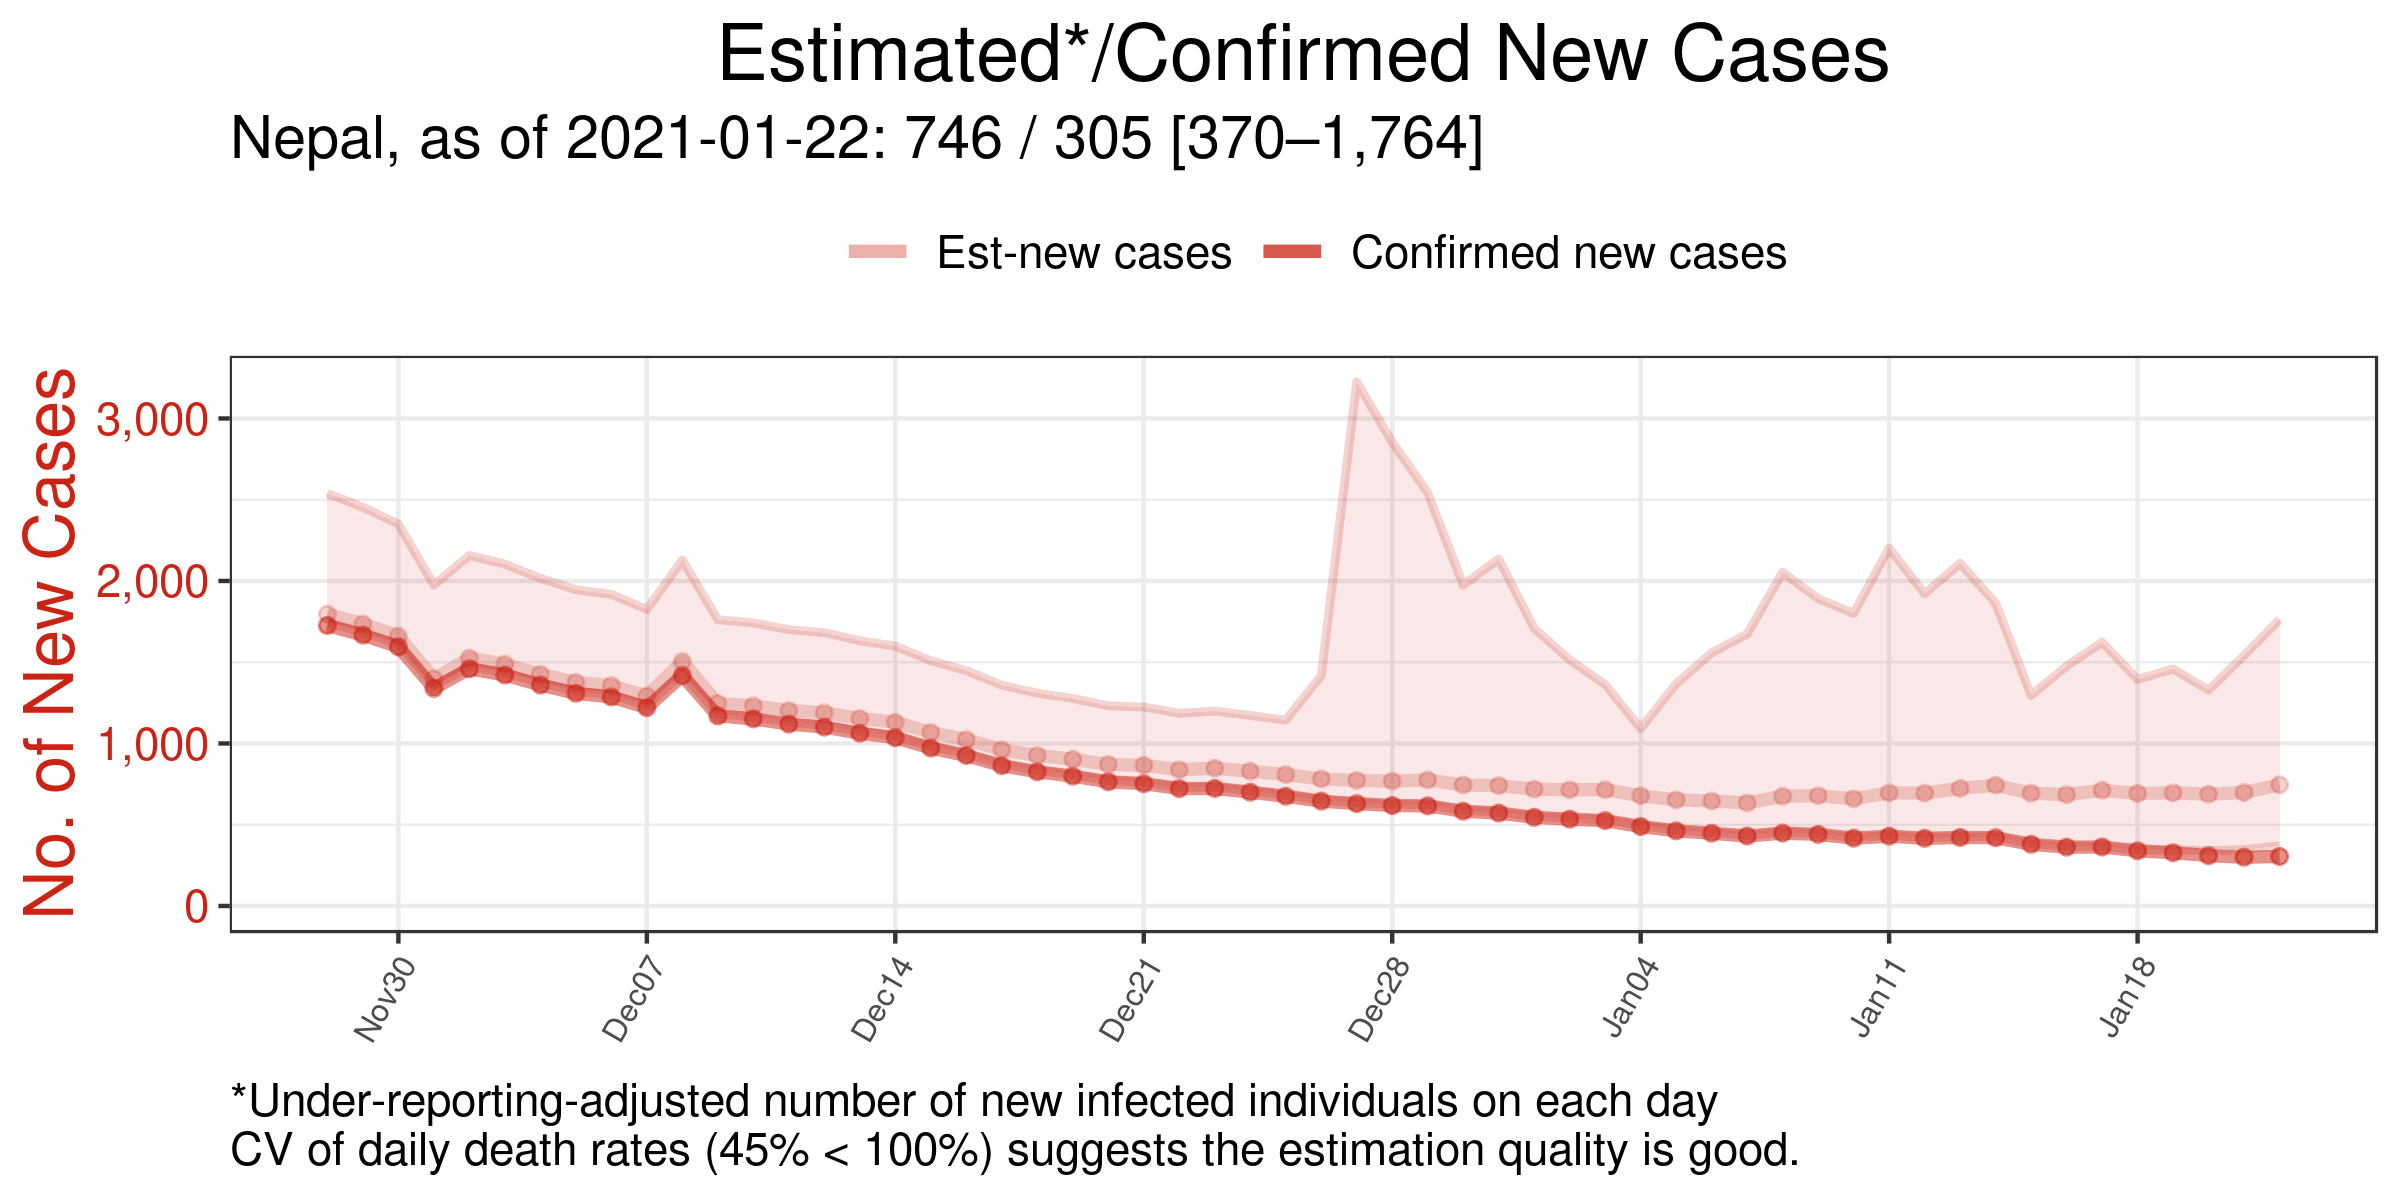 Estimated*/Confirmed New Cases
Nepal, as of 2021-01-22: 746 / 305 [370–1,764]
Est-new cases
Confirmed new cases
No. of New Cases
3,000
2,000
1,000
0
Nov30
Dec07
Dec14
Dec21
Dec28
Jan04
Jan11
Jan18
*Under-reporting-adjusted number of new infected individuals on each day
CV of daily death rates (45% < 100%) suggests the estimation quality is good.